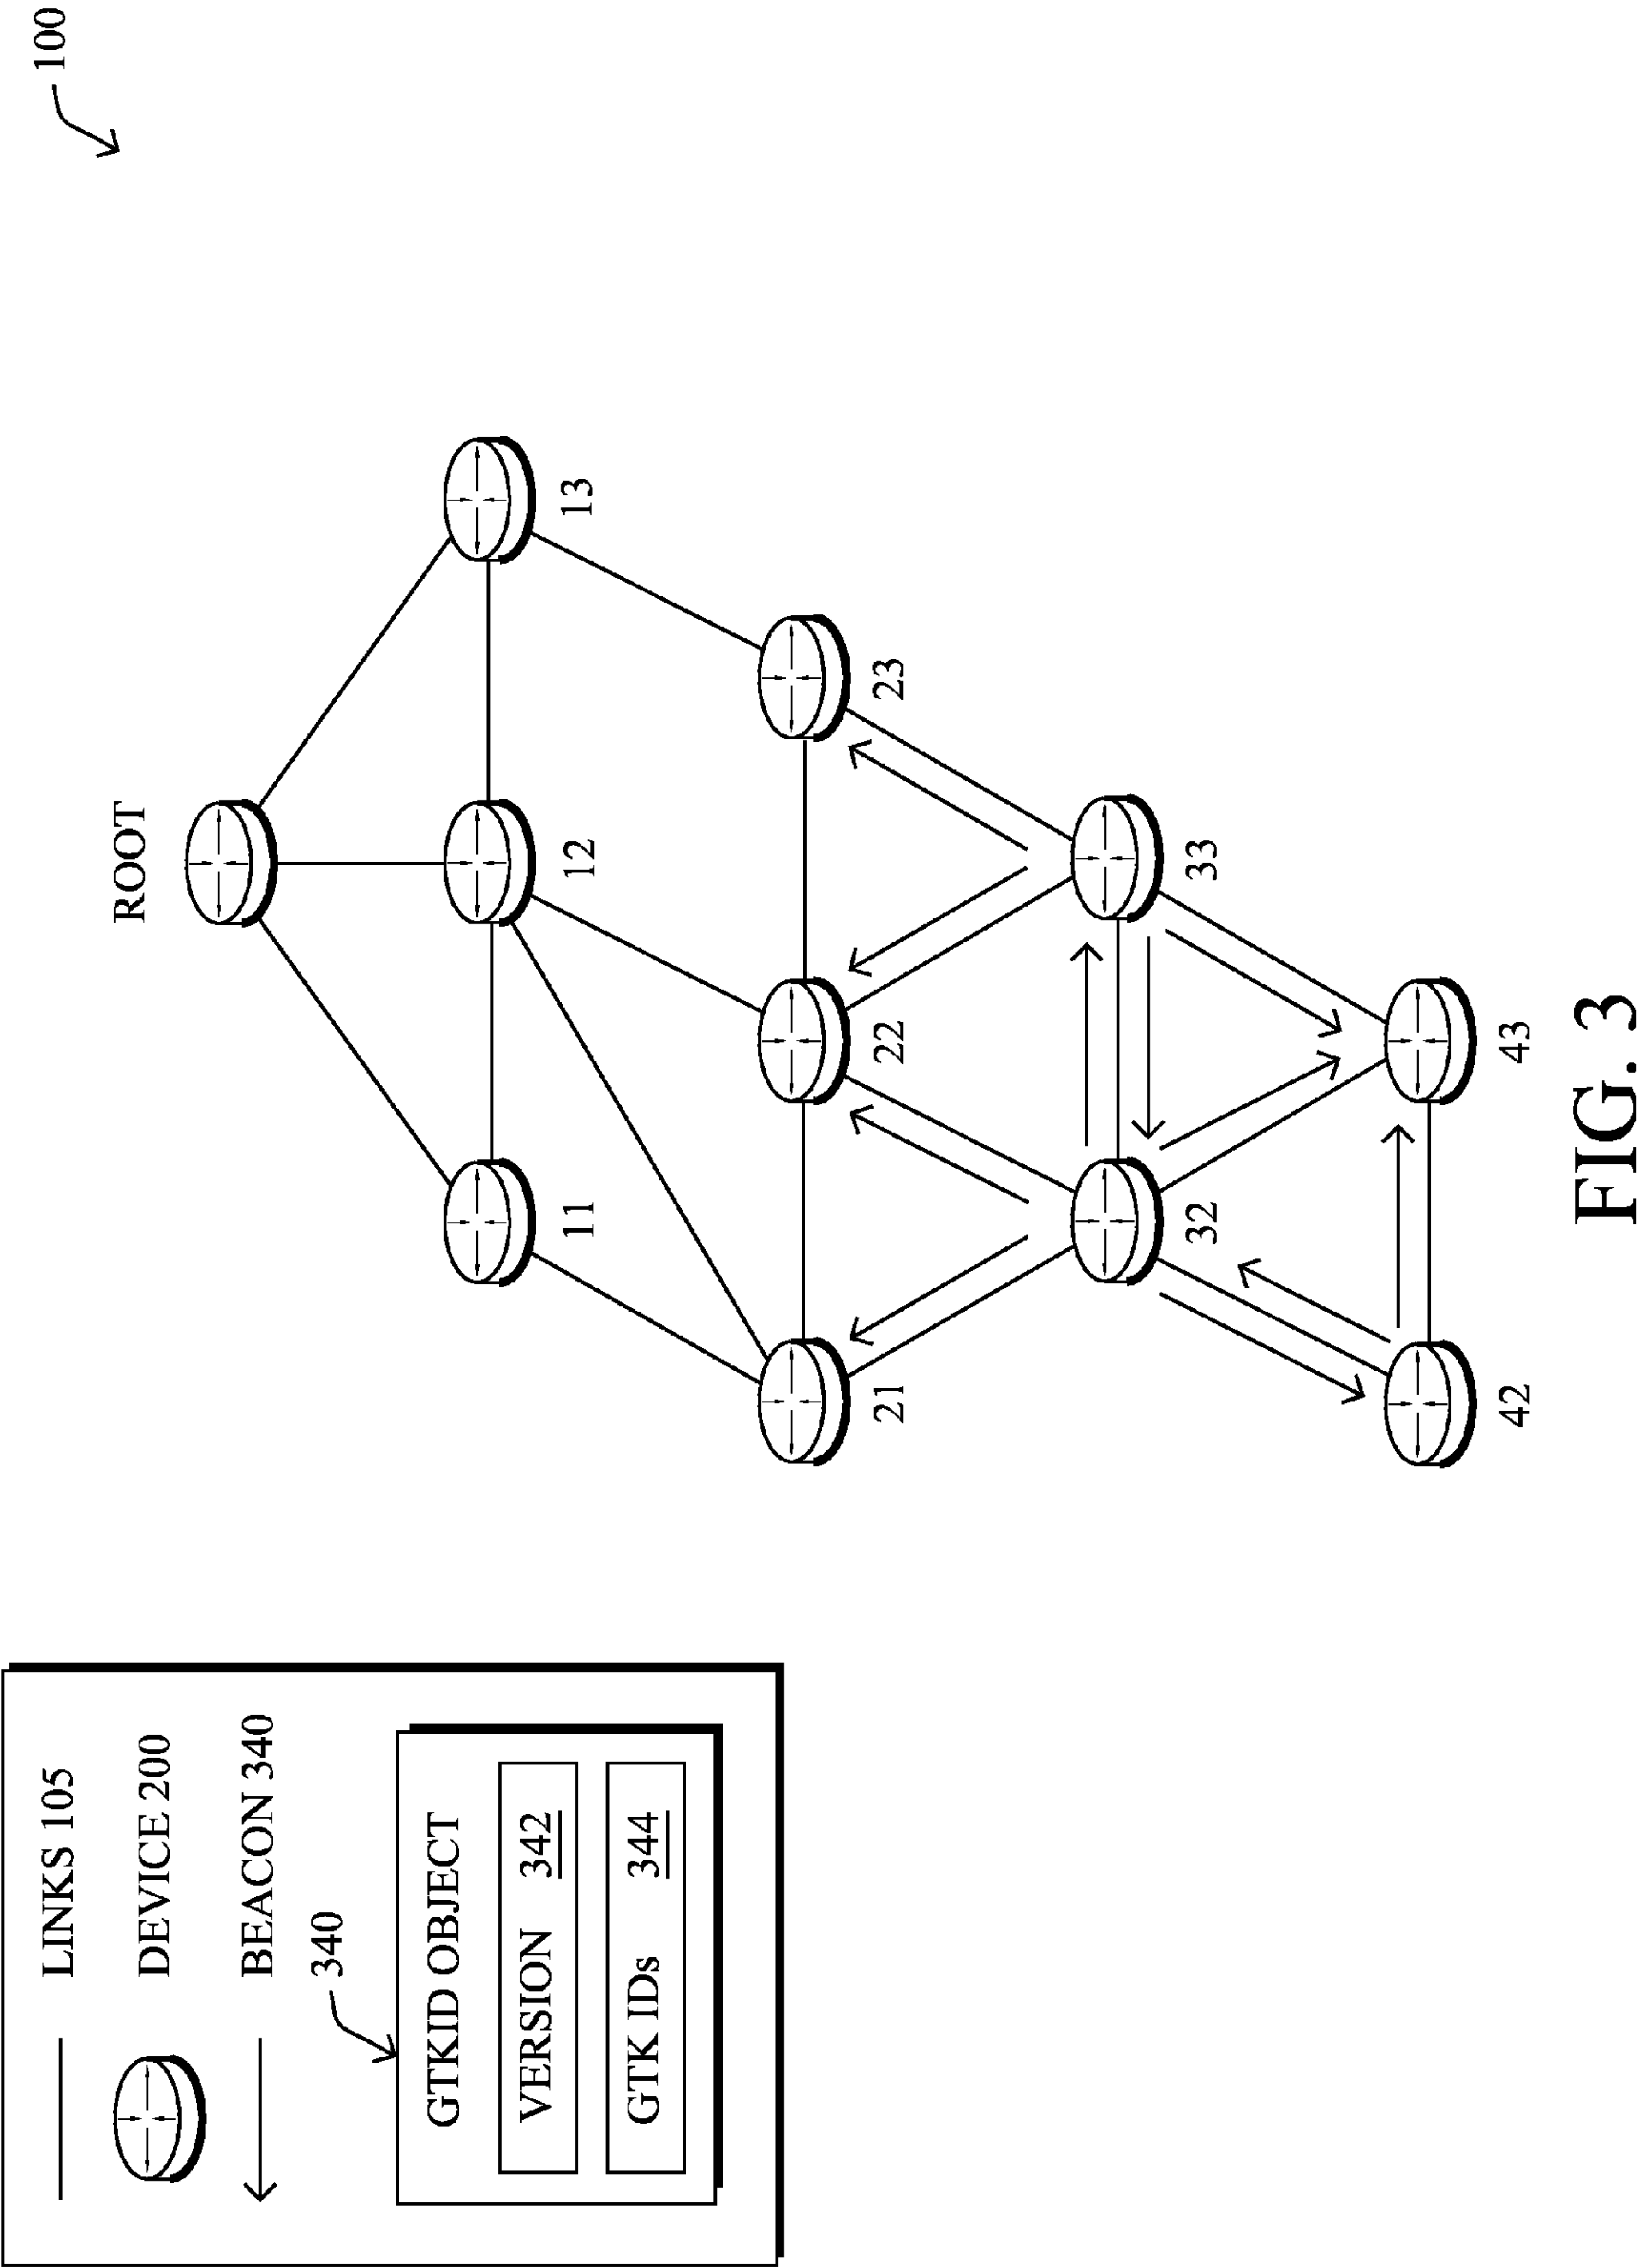 100
LINKS 105
DEVICE 200
BEACON 340
340
GTKID OBJECT
VERSION 342
GTK IDs 344
ROOT
11
12
13
21
22
23
32
33
42
43
FIG. 3